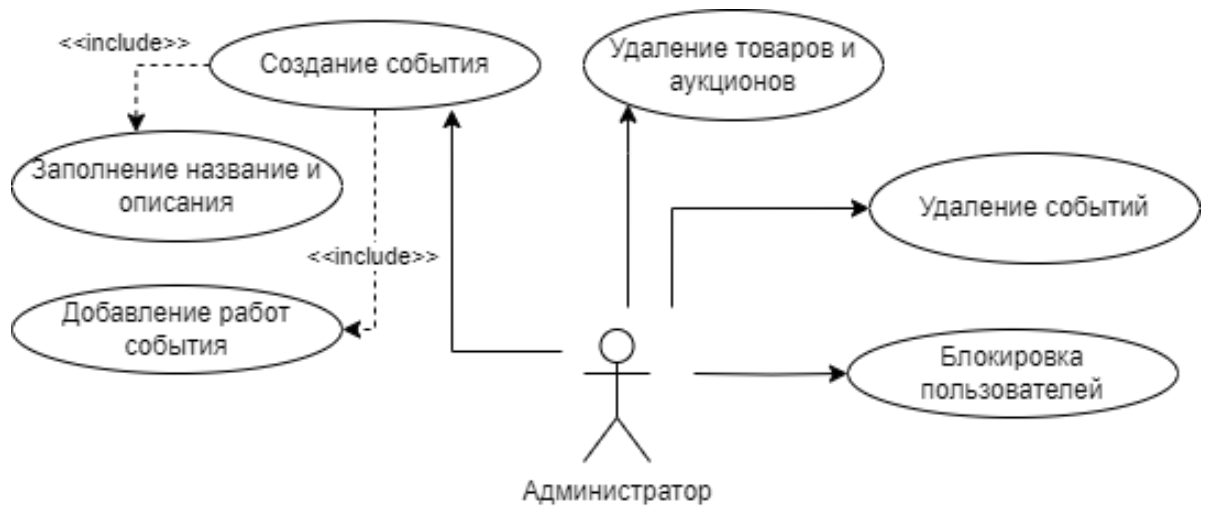 <<include>>
Создание события
Удаление товаров и
аукционов
Заполнение название и
описания
Удаление событий
<<include>>
Добавление работ
события
Блокировка
пользователей
Администратор